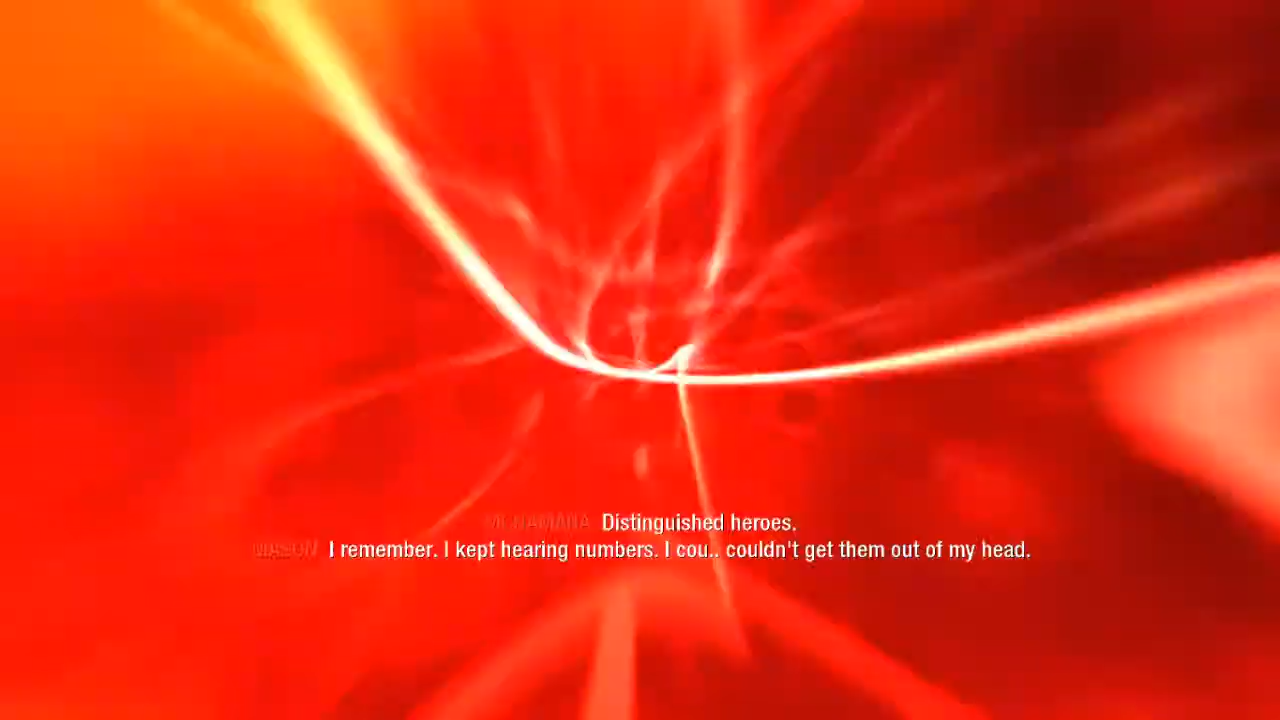 MCNAMARA Distinguished heroes.
MASON I remember. I kept hearing numbers. I cou.. couldn't get them out of my head.